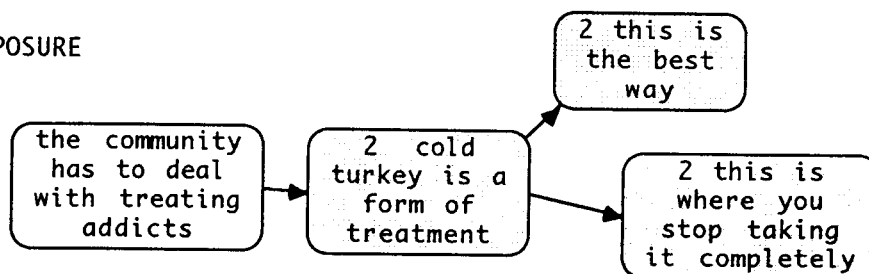 POSURE
the community
has to deal
with treating
addicts
2 cold
turkey is a
form of
treatment
2 this is
the best
way
2 this is
where you
stop taking
it completely